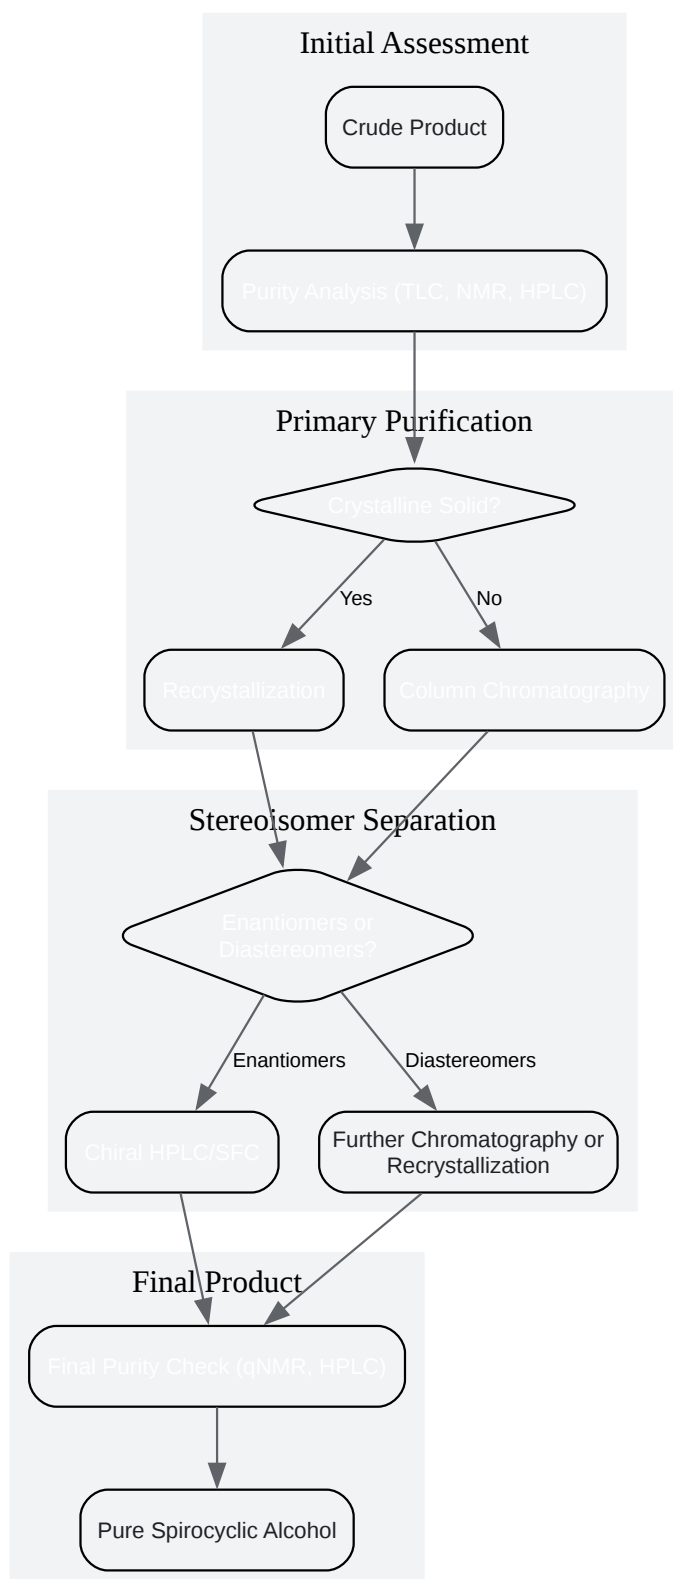 Initial Assessment
Crude Product
Purity Analysis (TLC, NMR, HPLC)
Primary Purification
Crystalline Solid?
Yes
No
Recrystallization
Column Chromatography
Stereoisomer Separation
Enantiomers or
Diastereomers?
Enantiomers
Diastereomers
Chiral HPLC/SFC
Further Chromatography or
Recrystallization
Final Product
Final Purity Check (qNMR, HPLC)
Pure Spirocyclic Alcohol